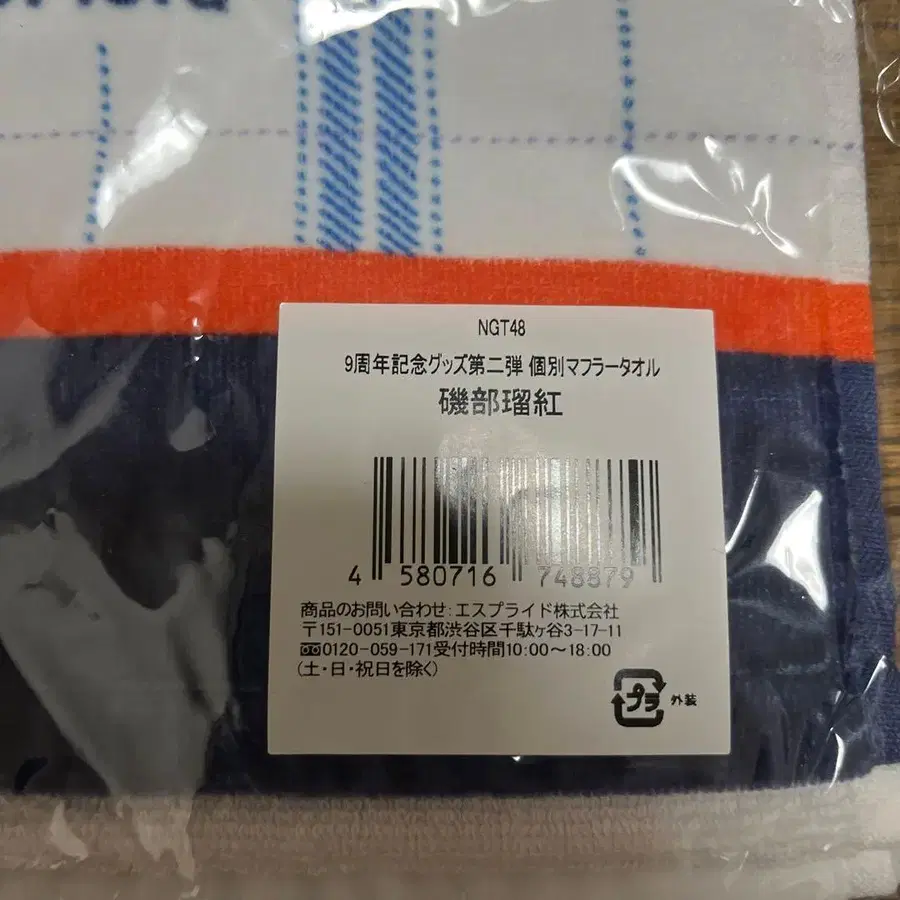 NGT48
9周年記念グッズ第二弾 個別マフラータオル
磯部瑠紅
4 580716 748879
商品のお問い合わせ:エスプライド株式会社
〒151-0051東京都渋谷区千駄ヶ谷3-17-11
0120-059-171受付時間10:00〜18:00
(土・日・祝日を除く)
プラ 外装